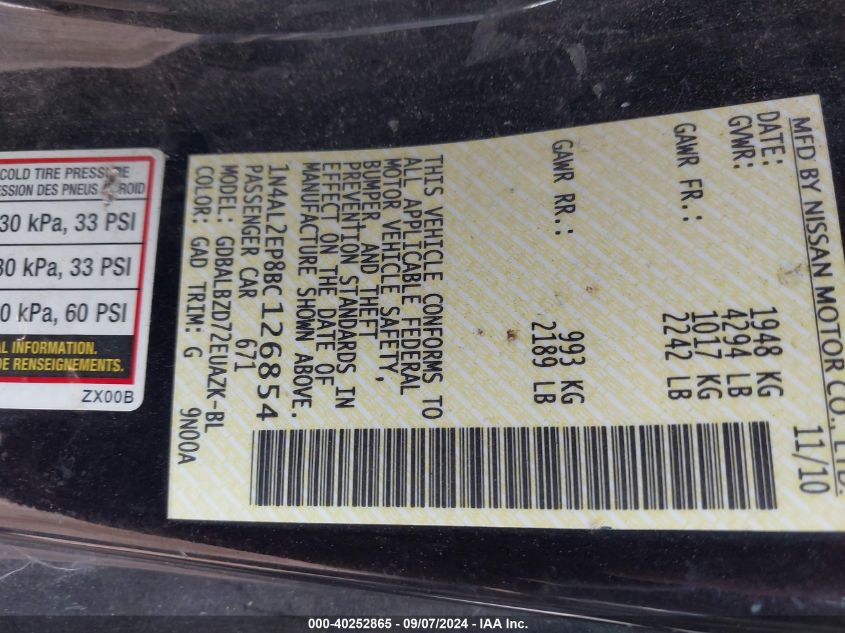 COLD TIRE PRESSURE
ESSION DES PNEUS À FROID
30 kPa, 33 PSI
30 kPa, 33 PSI
0 kPa, 60 PSI
AL INFORMATION.
DE RENSEIGNEMENTS.
ZX00B
MFD BY NISSAN MOTOR CO., LTD.
DATE: 11/10
GVWR: 1948 KG
4294 LB
GAWR FR.: 1017 KG
2242 LB
GAWR RR.: 993 KG
2189 LB
THIS VEHICLE CONFORMS TO
ALL APPLICABLE FEDERAL
MOTOR VEHICLE SAFETY,
BUMPER, AND THEFT
PREVENTION STANDARDS IN
EFFECT ON THE DATE OF
MANUFACTURE SHOWN ABOVE.
1N4AL2EP8BC126854
PASSENGER CAR 671
MODEL: GDBALBZD72EUAZK-BL
COLOR: GAD TRIM: G 9N00A
000-40252865 - 09/07/2024 - IAA Inc.